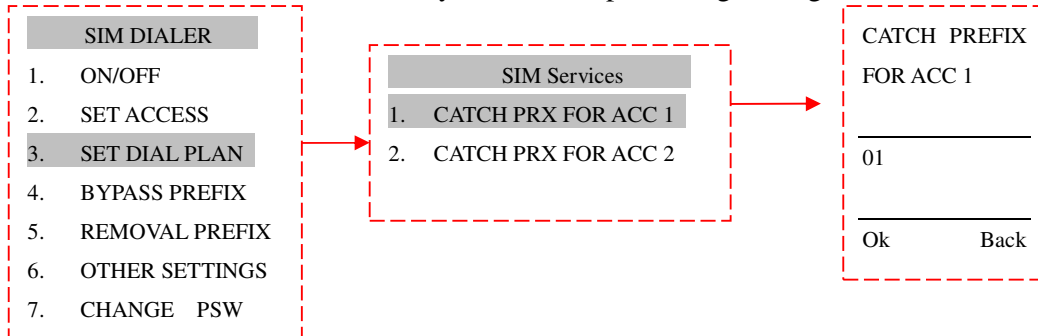 SIM DIALER
1. ON/OFF
2. SET ACCESS
3. SET DIAL PLAN
4. BYPASS PREFIX
5. REMOVAL PREFIX
6. OTHER SETTINGS
7. CHANGE PSW
SIM Services
1. CATCH PRX FOR ACC 1
2. CATCH PRX FOR ACC 2
CATCH PREFIX
FOR ACC 1
01
Ok Back